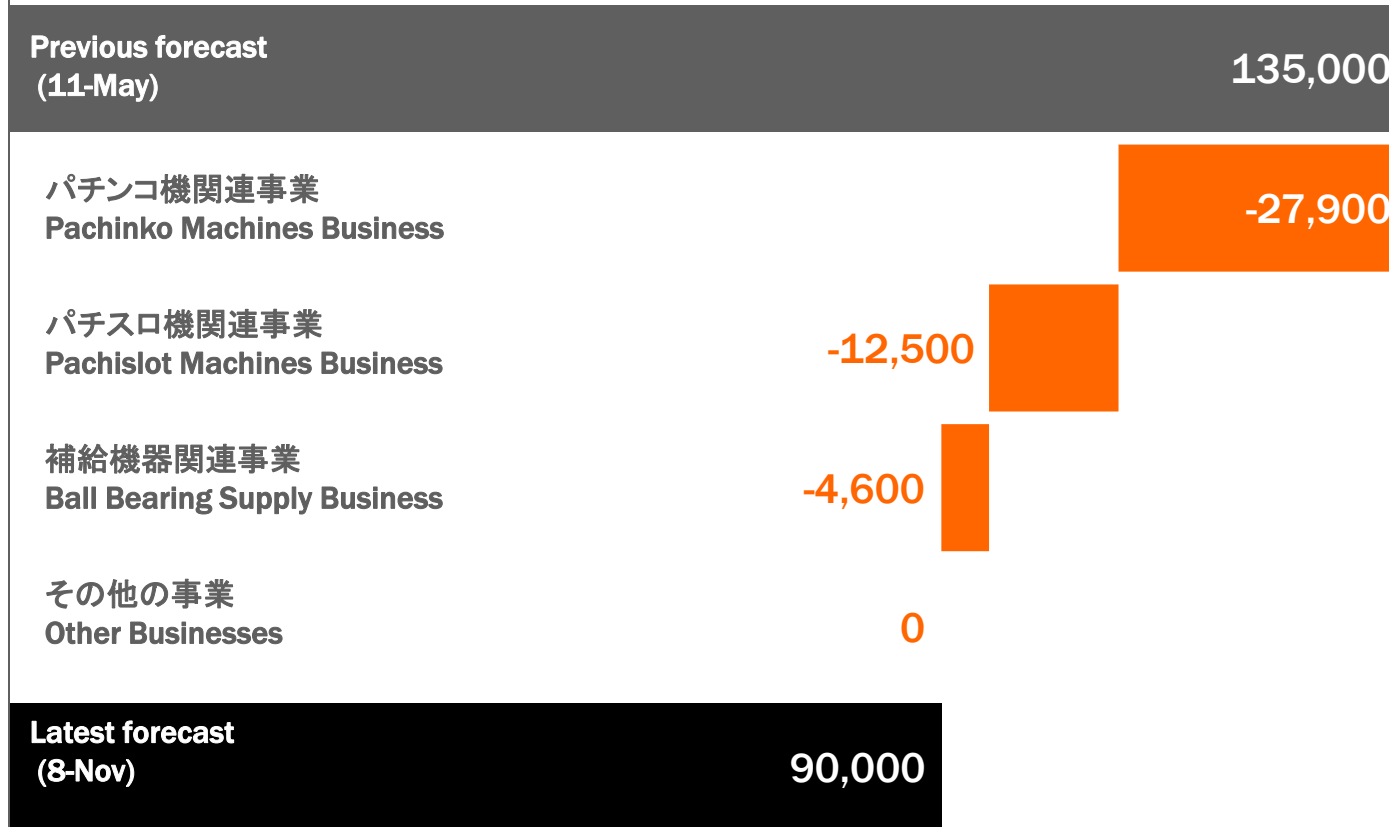 Previous forecast
(11-May)
135,000
パチンコ機関連事業
Pachinko Machines Business
-27,900
パチスロ機関連事業
Pachislot Machines Business
-12,500
補給機器関連事業
Ball Bearing Supply Business
-4,600
その他の事業
Other Businesses
0
Latest forecast
(8-Nov)
90,000